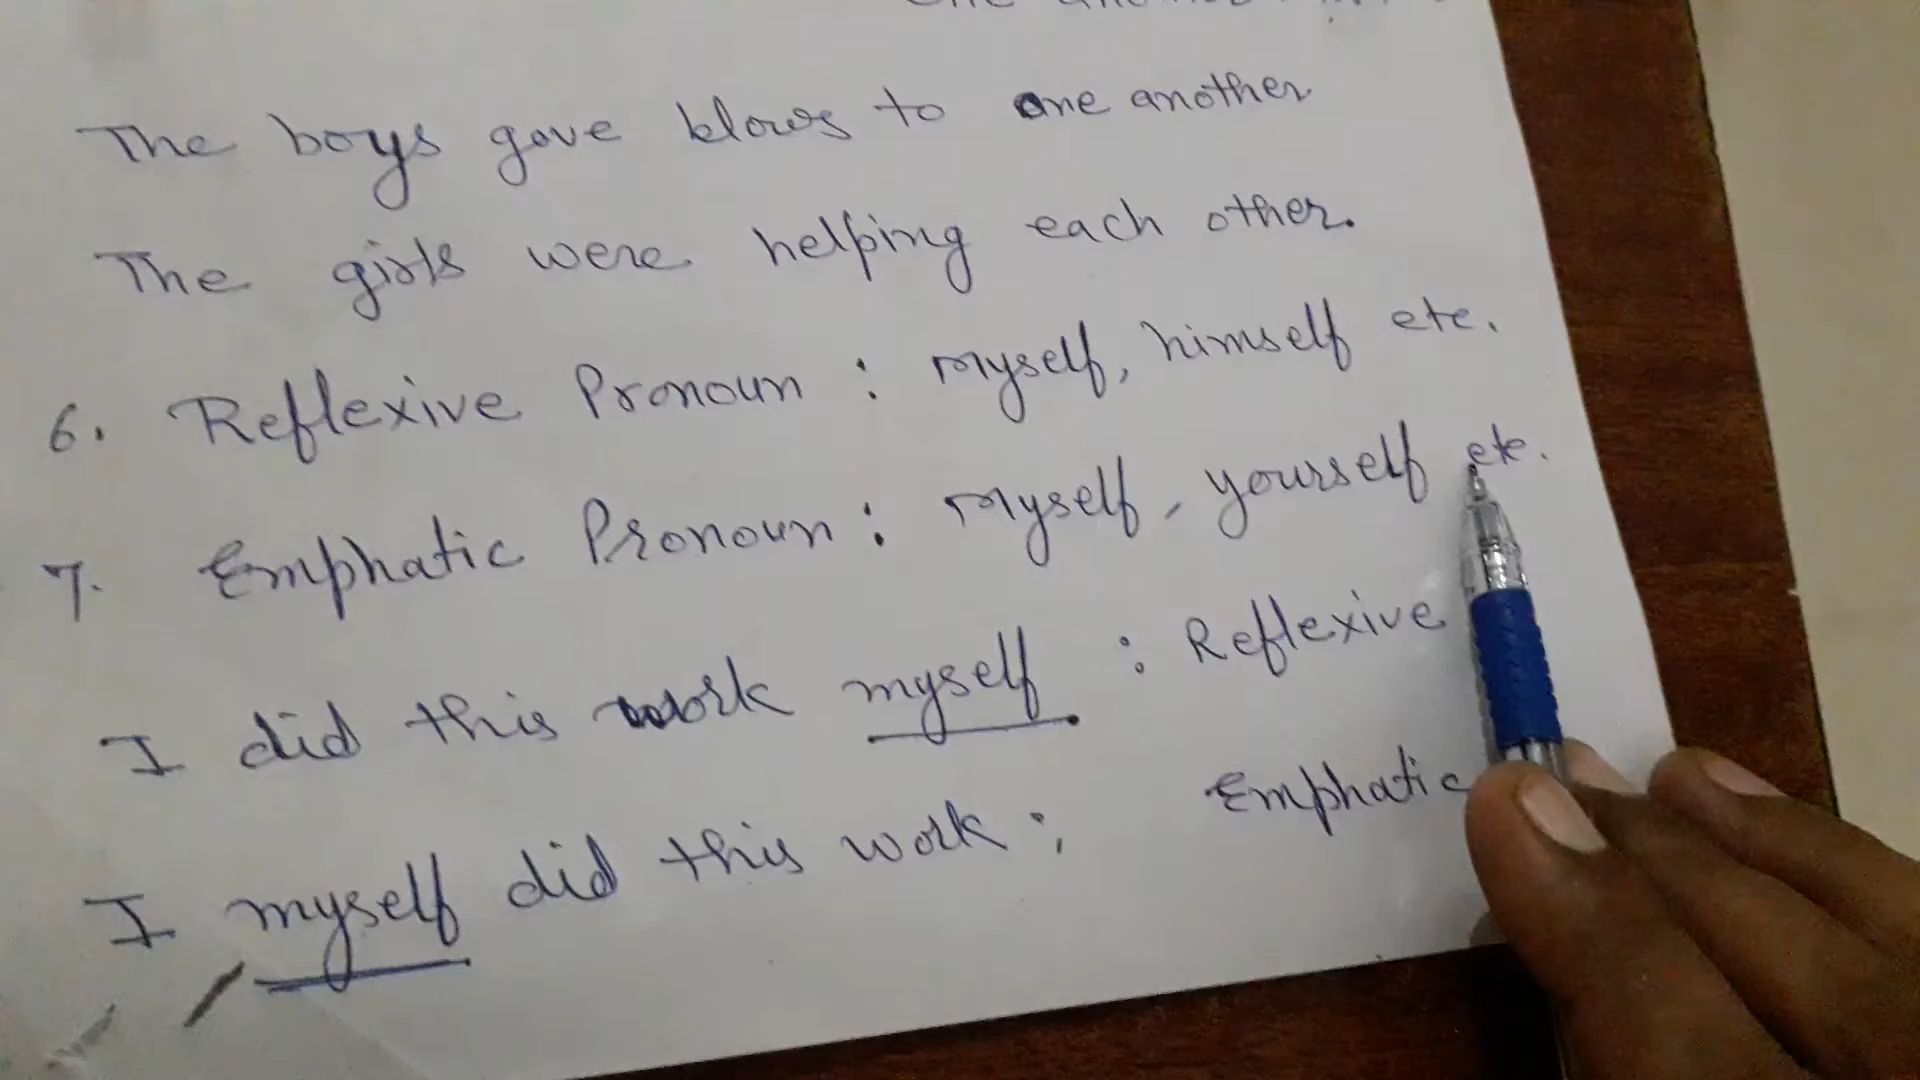 The boys gave blows to one another
The girls were helping each other.
6. Reflexive Pronoun : myself, himself etc.
7. Emphatic Pronoun : myself, yourself etc.
I did this work myself : Reflexive
I myself did this work : Emphatic